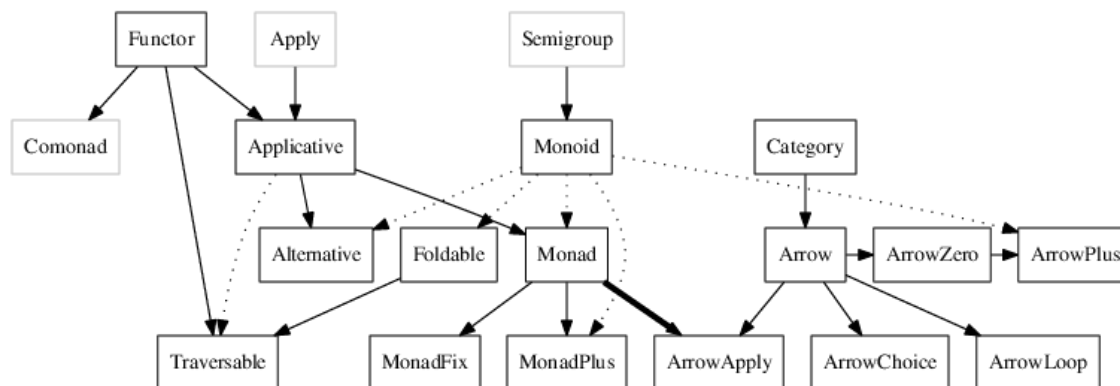 Functor
Apply
Semigroup
Comonad
Applicative
Monoid
Category
Alternative
Foldable
Monad
Arrow
ArrowZero
ArrowPlus
Traversable
MonadFix
MonadPlus
ArrowApply
ArrowChoice
ArrowLoop